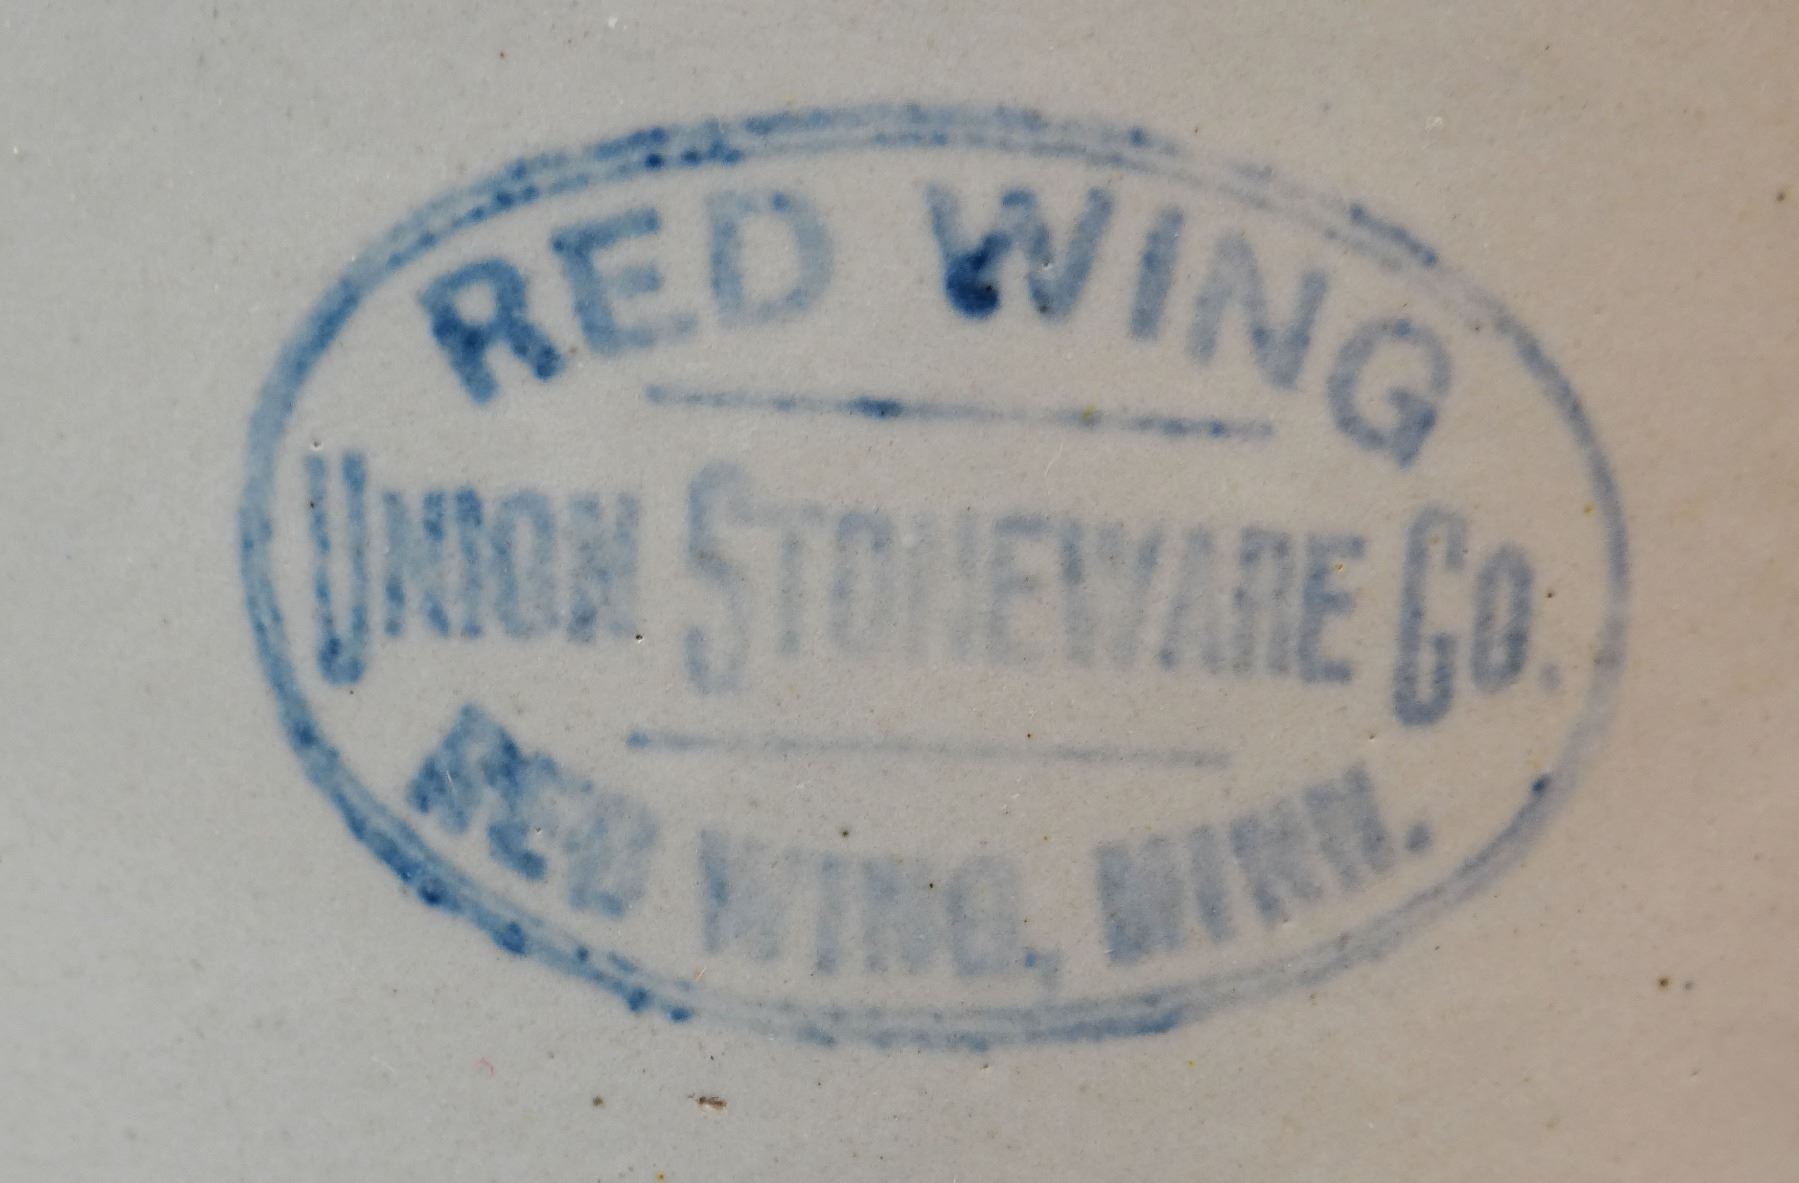 RED WING
UNION STONEWARE CO.
RED WING, MINN.